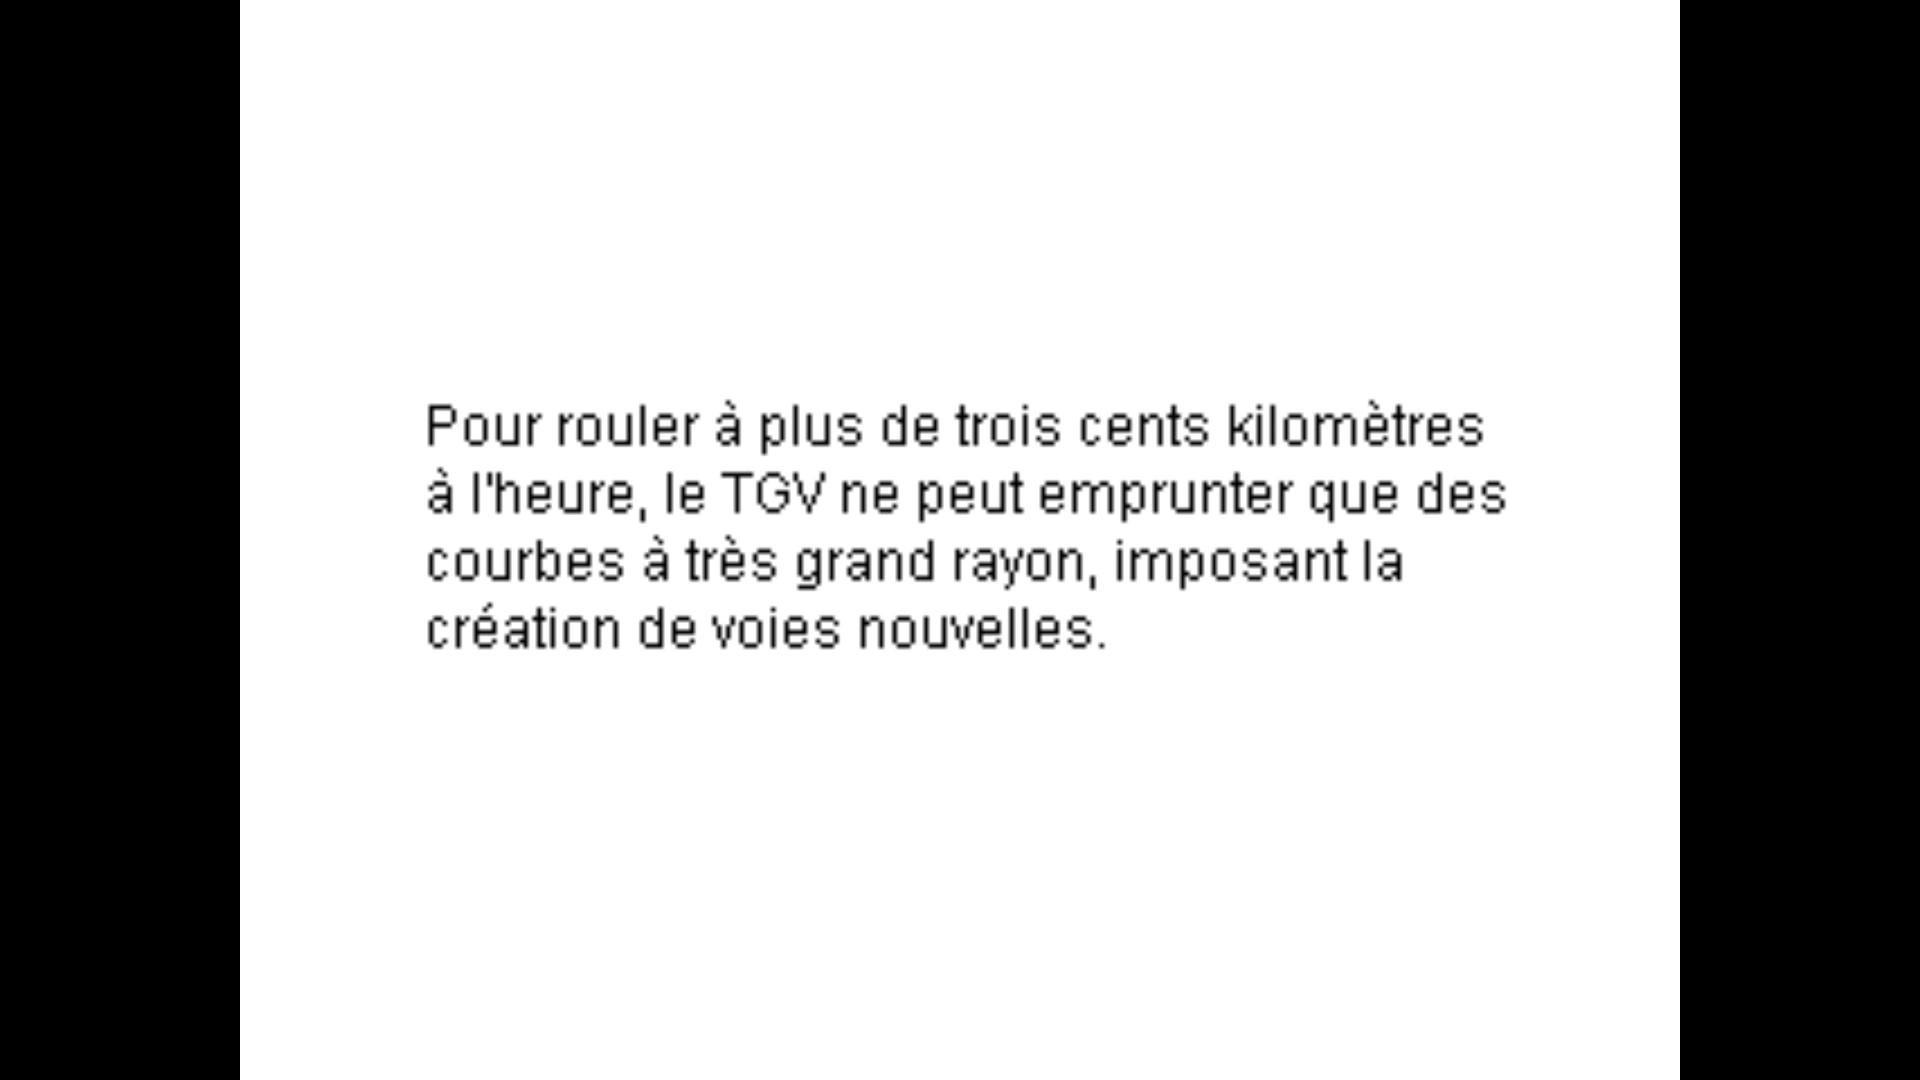 Pour rouler à plus de trois cents kilomètres
à l'heure, le TGV ne peut emprunter que des
courbes à très grand rayon, imposant la
création de voies nouvelles.